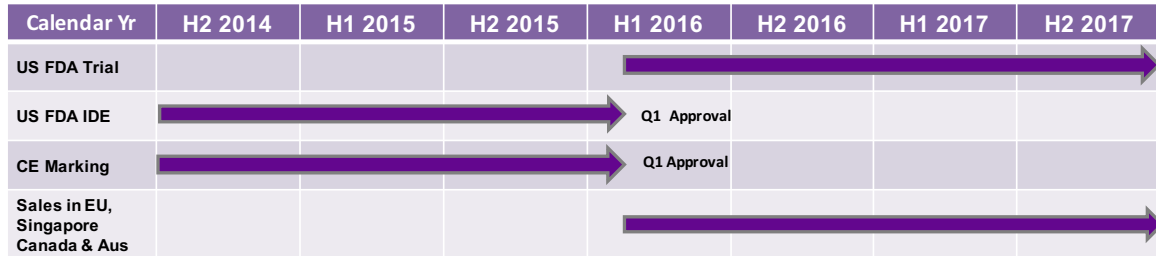 Calendar Yr H2 2014 H1 2015 H2 2015 H1 2016 H2 2016 H1 2017 H2 2017
US FDA Trial
US FDA IDE Q1 Approval
CE Marking Q1 Approval
Sales in EU,
Singapore
Canada & Aus